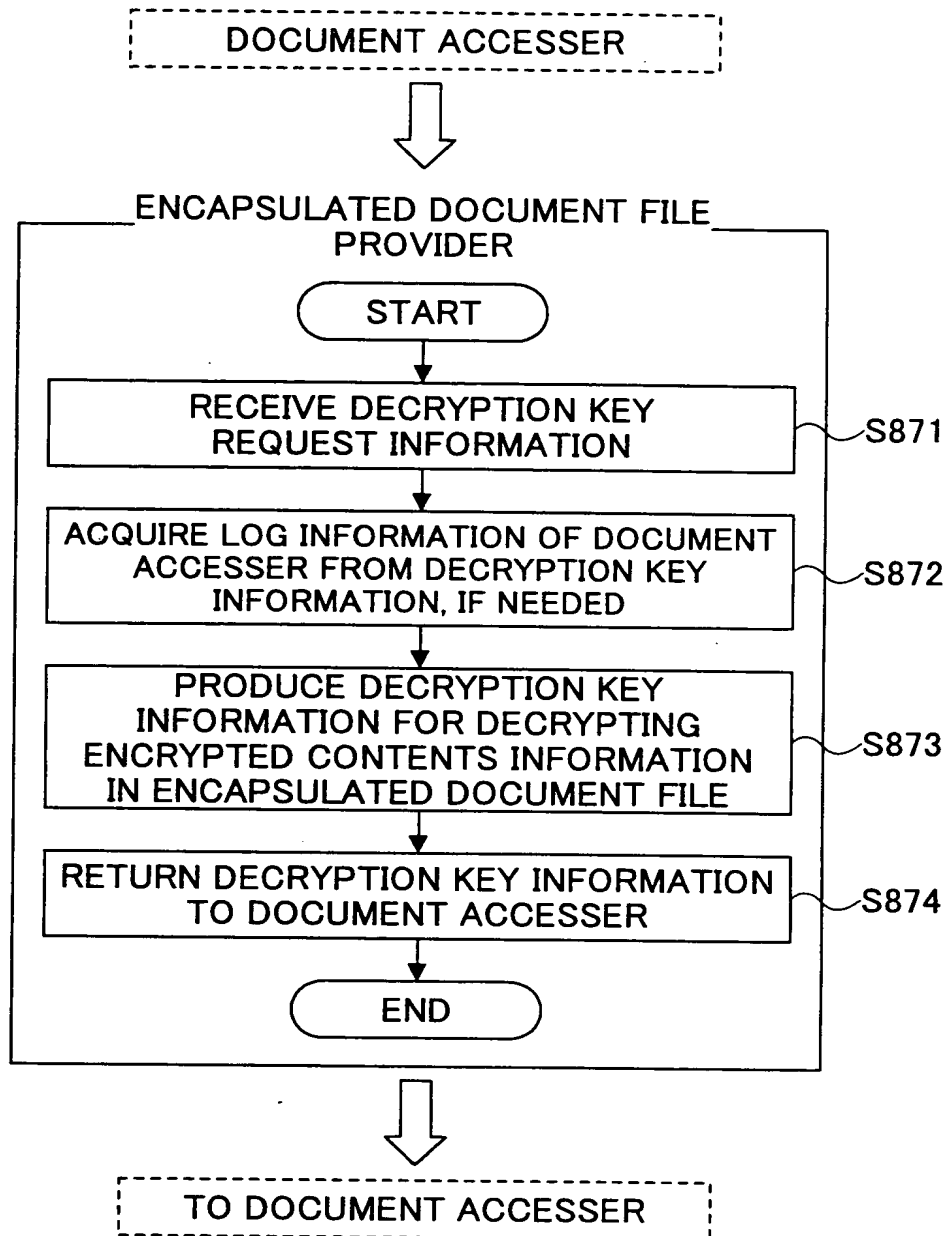 DOCUMENT ACCESSER
ENCAPSULATED DOCUMENT FILE
PROVIDER
START
RECEIVE DECRYPTION KEY
REQUEST INFORMATION
S871
ACQUIRE LOG INFORMATION OF DOCUMENT
ACCESSER FROM DECRYPTION KEY
INFORMATION, IF NEEDED
S872
PRODUCE DECRYPTION KEY
INFORMATION FOR DECRYPTING
ENCRYPTED CONTENTS INFORMATION
IN ENCAPSULATED DOCUMENT FILE
S873
RETURN DECRYPTION KEY INFORMATION
TO DOCUMENT ACCESSER
S874
END
TO DOCUMENT ACCESSER